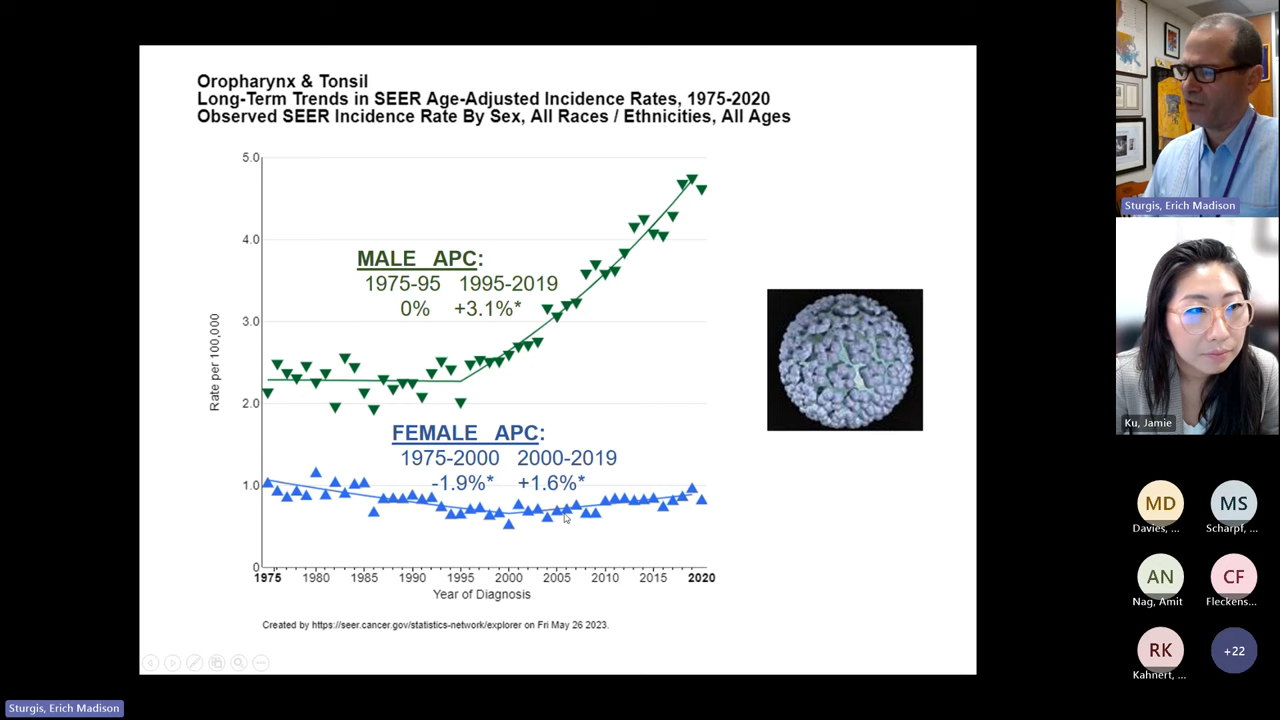 Oropharynx & Tonsil
Long-Term Trends in SEER Age-Adjusted Incidence Rates, 1975-2020
Observed SEER Incidence Rate By Sex, All Races / Ethnicities, All Ages
5.0
4.0
3.0
2.0
1.0
0
Rate per 100,000
MALE APC:
1975-95 1995-2019
0% +3.1%*
FEMALE APC:
1975-2000 2000-2019
-1.9%* +1.6%*
1975 1980 1985 1990 1995 2000 2005 2010 2015 2020
Year of Diagnosis
Created by https://seer.cancer.gov/statistics-network/explorer on Fri May 26 2023.
Sturgis, Erich Madison
Ku, Jamie
MD
Davies, ...
MS
Scharpf, ...
AN
Nag, Amit
CF
Fleckens...
RK
Kahnert, ...
+22
Sturgis, Erich Madison